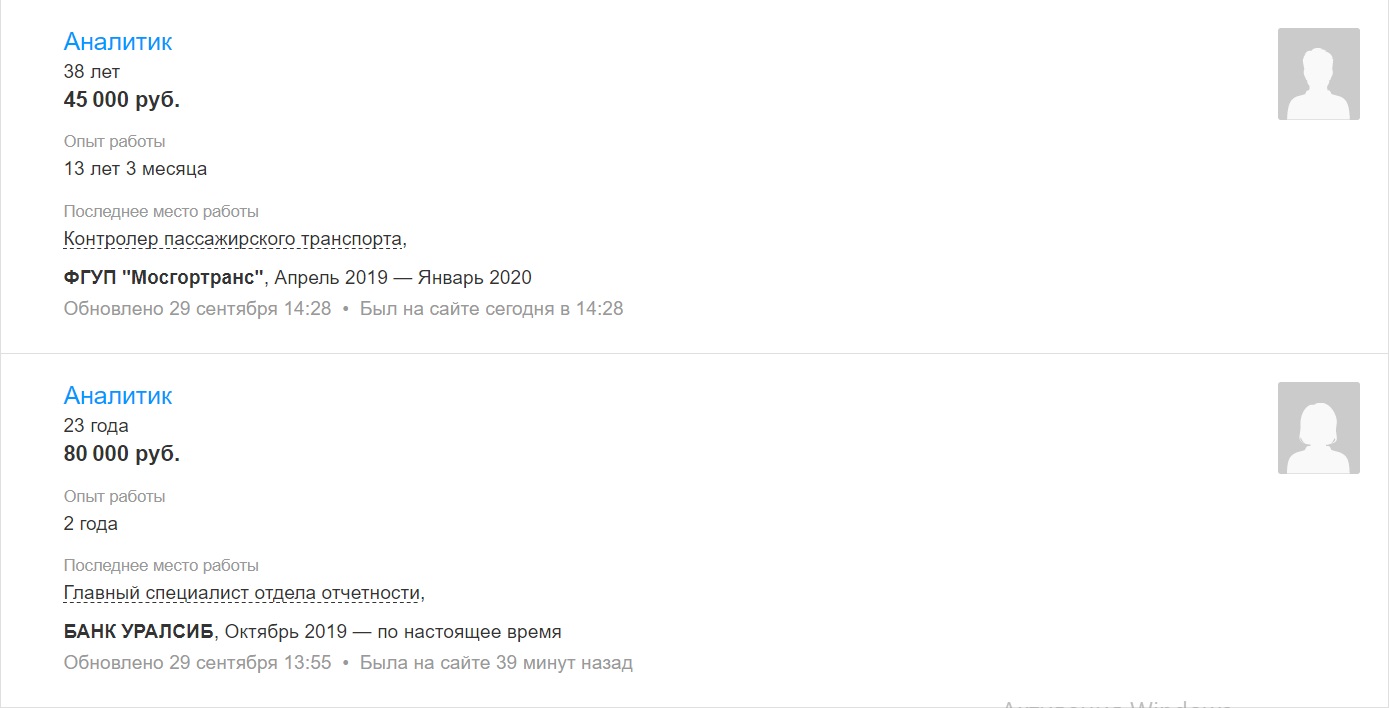 Аналитик
38 лет
45 000 руб.
Опыт работы
13 лет 3 месяца
Последнее место работы
Контролер пассажирского транспорта,
ФГУП "Мосгортранс", Апрель 2019 — Январь 2020
Обновлено 29 сентября 14:28 • Был на сайте сегодня в 14:28
Аналитик
23 года
80 000 руб.
Опыт работы
2 года
Последнее место работы
Главный специалист отдела отчетности,
БАНК УРАЛСИБ, Октябрь 2019 — по настоящее время
Обновлено 29 сентября 13:55 • Была на сайте 39 минут назад